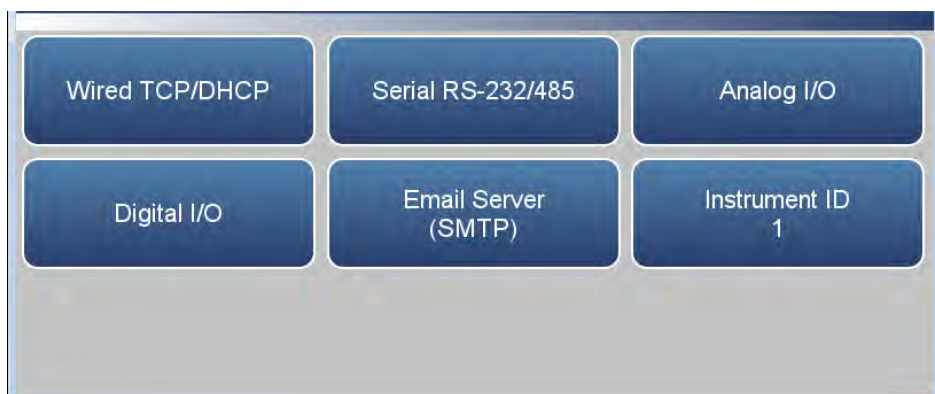 Wired TCP/DHCP
Serial RS-232/485
Analog I/O
Digital I/O
Email Server
(SMTP)
Instrument ID
1